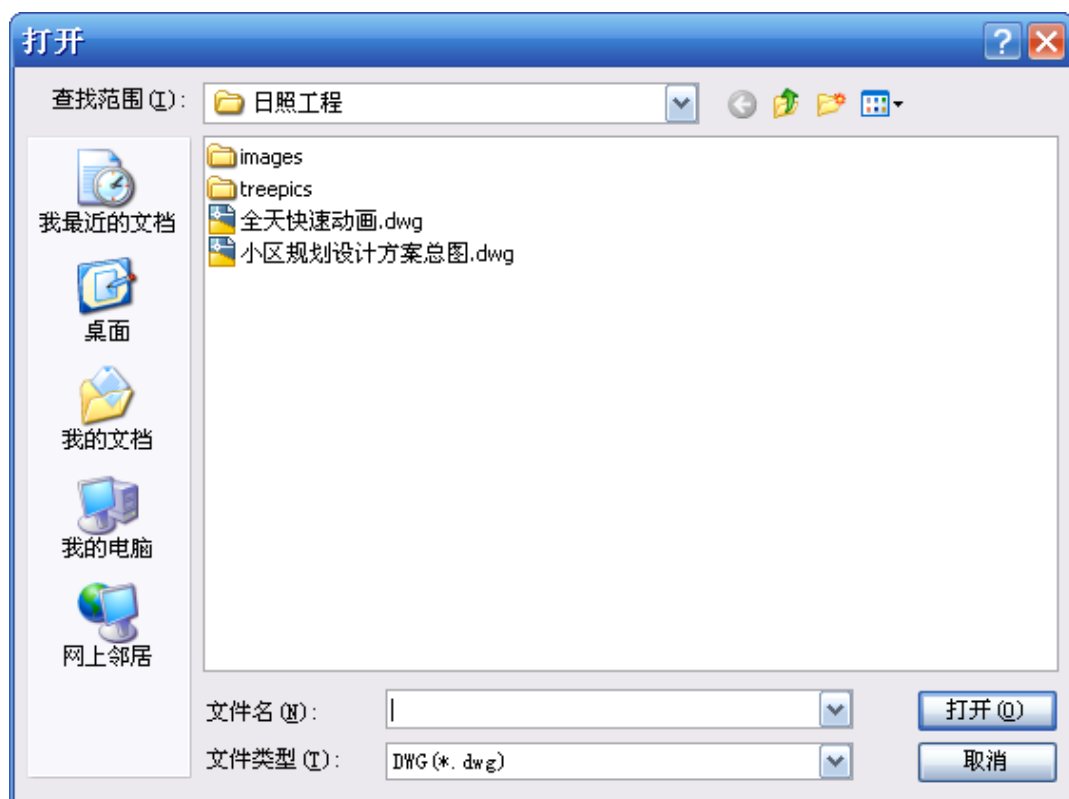 打开
查找范围(I):
日照工程
images
treepics
全天快速动画.dwg
小区规划设计方案总图.dwg
我最近的文档
桌面
我的文档
我的电脑
网上邻居
文件名(N):
打开(O)
文件类型(T):
DWG(*.dwg)
取消